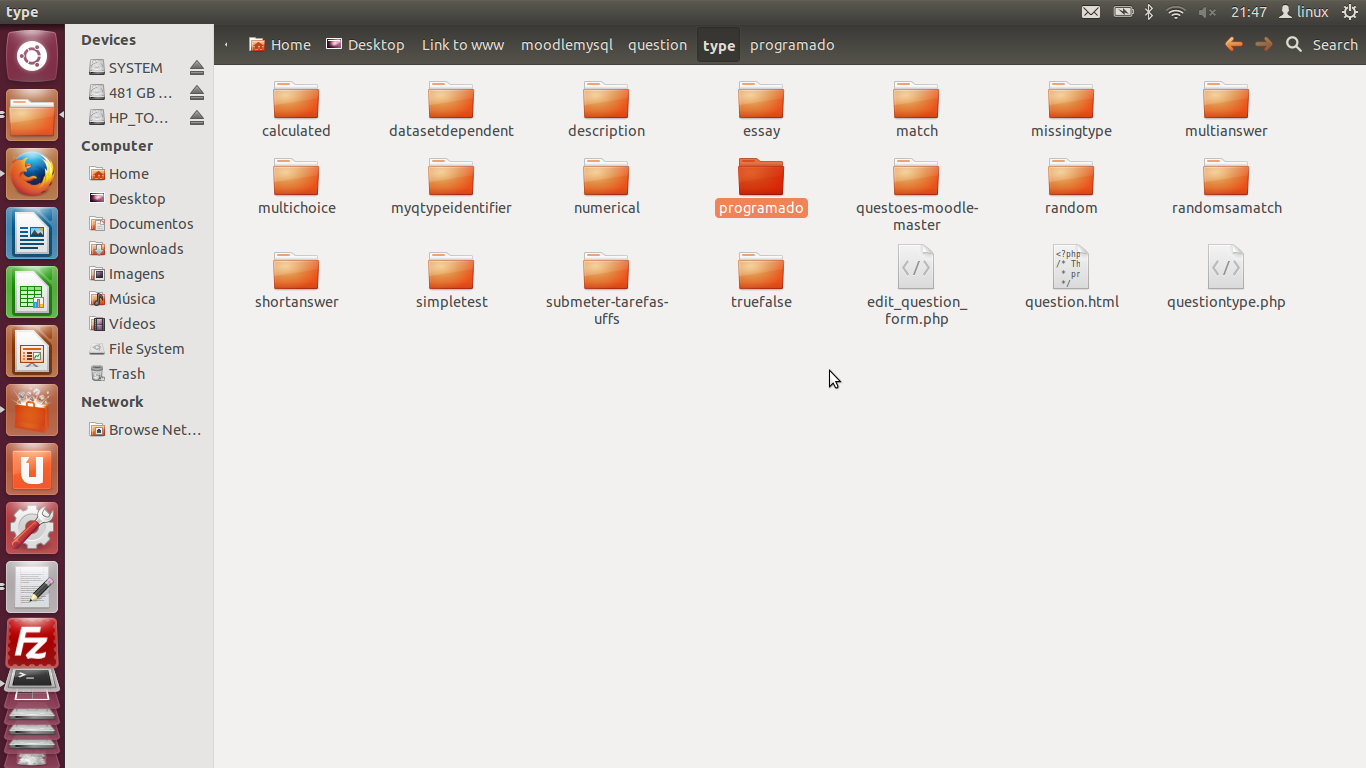 type
21:47 linux
Devices
SYSTEM
481 GB ...
HP_TO...
Computer
Home
Desktop
Documentos
Downloads
Imagens
Música
Vídeos
File System
Trash
Network
Browse Net...
Home Desktop Link to www moodlemysql question type programado Search
calculated datasetdependent description essay match missingtype multianswer
multichoice myqtypeidentifier numerical programado questoes-moodle- random randomsamatch
master
shortanswer simpletest submeter-tarefas- truefalse edit_question_ question.html questiontype.php
uffs form.php
<?php
/* Th
* pr
*/
Fz